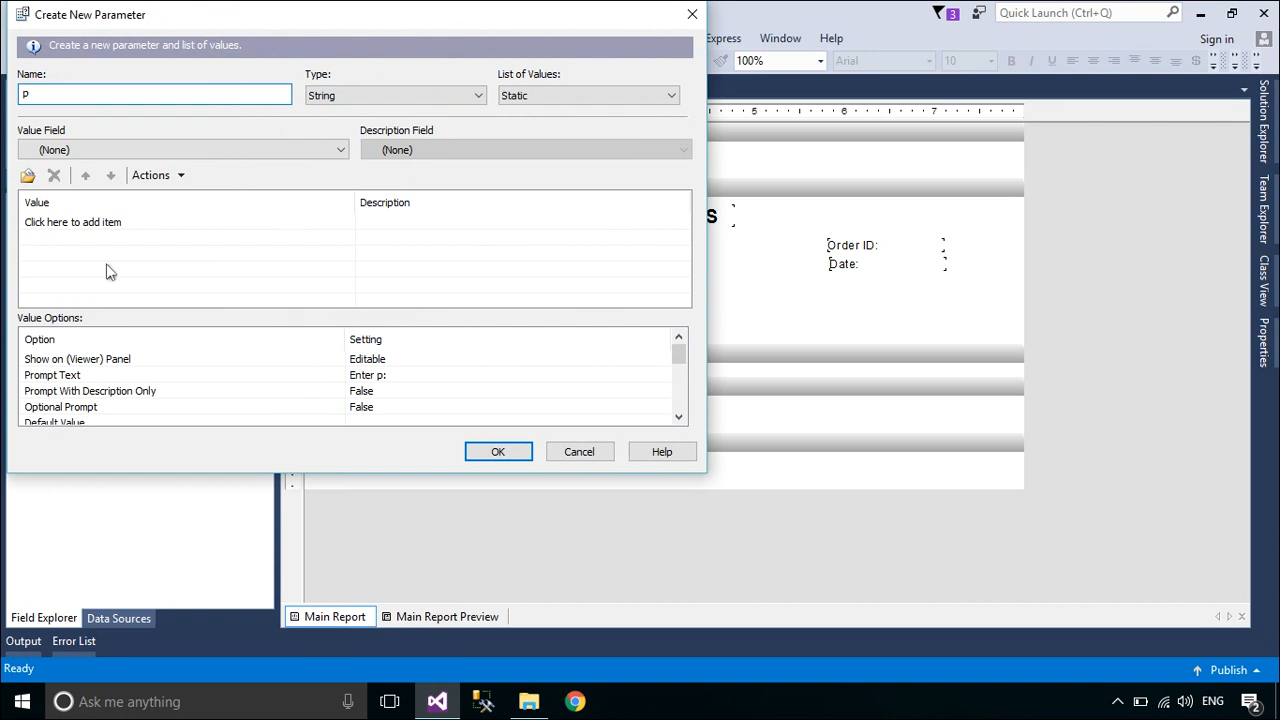 Create New Parameter
3
Quick Launch (Ctrl+Q)
Create a new parameter and list of values.
Express
Window
Help
Sign in
Name:
Type:
List of Values:
100%
Arial
10
p
String
Static
Value Field
Description Field
5
6
7
(None)
(None)
Actions
Value
Description
Click here to add item
S
Order ID:
Date:
Value Options:
Option
Setting
Show on (Viewer) Panel
Editable
Prompt Text
Enter p:
Prompt With Description Only
False
Optional Prompt
False
Default Value
OK
Cancel
Help
Solution Explorer
Team Explorer
Class View
Properties
Field Explorer
Data Sources
Main Report
Main Report Preview
Output
Error List
Ready
Publish
Ask me anything
ENG
2